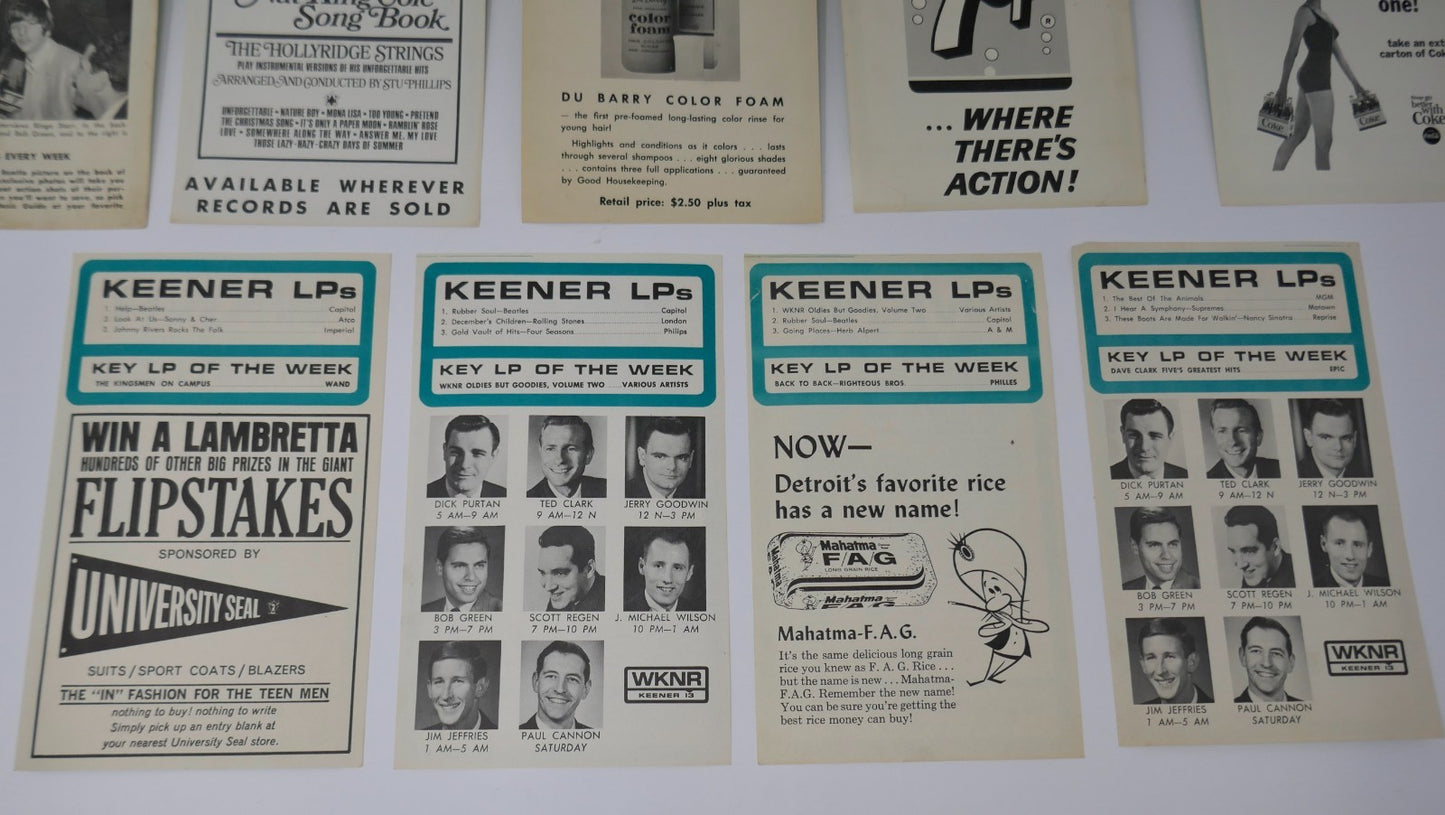 EVERY WEEK
Song Book
THE HOLLYRIDGE STRINGS
PLAY INSTRUMENTAL VERSIONS OF HIS UNFORGETTABLE HITS
ARRANGED AND CONDUCTED BY STU PHILLIPS
UNFORGETTABLE • NATURE BOY • MONA LISA • TOO YOUNG • PRETEND
THE CHRISTMAS SONG • IT'S ONLY A PAPER MOON • RAMBLIN' ROSE
LOVE • SOMEWHERE ALONG THE WAY • ANSWER ME, MY LOVE
THOSE LAZY-HAZY-CRAZY DAYS OF SUMMER
AVAILABLE WHEREVER
RECORDS ARE SOLD
color
foam
DU BARRY COLOR FOAM
— the first pre-foamed long-lasting color rinse for
young hair!
Highlights and conditions as it colors . . . lasts
through several shampoos . . . eight glorious shades
. . . contains three full applications . . . guaranteed
by Good Housekeeping.
Retail price: $2.50 plus tax
®
... WHERE
THERE'S
ACTION!
one!
take an
carton of
better
with
Coke
Coke
Coke
KEENER LPs
1. Help—Beatles Capitol
2. Look At Us—Sonny & Cher Atco
3. Johnny Rivers Rocks The Folk Imperial
KEY LP OF THE WEEK
THE KINGSMEN ON CAMPUS WAND
WIN A LAMBRETTA
HUNDREDS OF OTHER BIG PRIZES IN THE GIANT
FLIPSTAKES
SPONSORED BY
UNIVERSITY SEAL
SUITS/SPORT COATS/BLAZERS
THE "IN" FASHION FOR THE TEEN MEN
nothing to buy! nothing to write
Simply pick up an entry blank at
your nearest University Seal store.
KEENER LPs
1. Rubber Soul—Beatles Capitol
2. December's Children—Rolling Stones London
3. Gold Vault of Hits—Four Seasons Philips
KEY LP OF THE WEEK
WKNR OLDIES BUT GOODIES, VOLUME TWO VARIOUS ARTISTS
DICK PURTAN TED CLARK JERRY GOODWIN
5 AM—9 AM 9 AM—12 N 12 N—3 PM
BOB GREEN SCOTT REGEN J. MICHAEL WILSON
3 PM—7 PM 7 PM—10 PM 10 PM—1 AM
WKNR
KEENER 13
JIM JEFFRIES PAUL CANNON
1 AM—5 AM SATURDAY
KEENER LPs
1. WKNR Oldies But Goodies, Volume Two Various Artists
2. Rubber Soul—Beatles Capitol
3. Going Places—Herb Alpert A & M
KEY LP OF THE WEEK
BACK TO BACK—RIGHTEOUS BROS. PHILLES
NOW—
Detroit's favorite rice
has a new name!
Mahatma
F/A/G
LONG GRAIN RICE
Mahatma
F/A/G
Mahatma-F.A.G.
It's the same delicious long grain
rice you knew as F. A. G. Rice . . .
but the name is new . . . Mahatma-
F.A.G. Remember the new name!
You can be sure you're getting the
best rice money can buy!
KEENER LPs
1. The Best Of The Animals MGM
2. I Hear A Symphony—Supremes Motown
3. These Boots Are Made For Walkin'—Nancy Sinatra Reprise
KEY LP OF THE WEEK
DAVE CLARK FIVE'S GREATEST HITS EPIC
DICK PURTAN TED CLARK JERRY GOODWIN
5 AM—9 AM 9 AM—12 N 12 N—3 PM
BOB GREEN SCOTT REGEN J. MICHAEL WILSON
3 PM—7 PM 7 PM—10 PM 10 PM—1 AM
WKNR
KEENER 13
JIM JEFFRIES PAUL CANNON
1 AM—5 AM SATURDAY